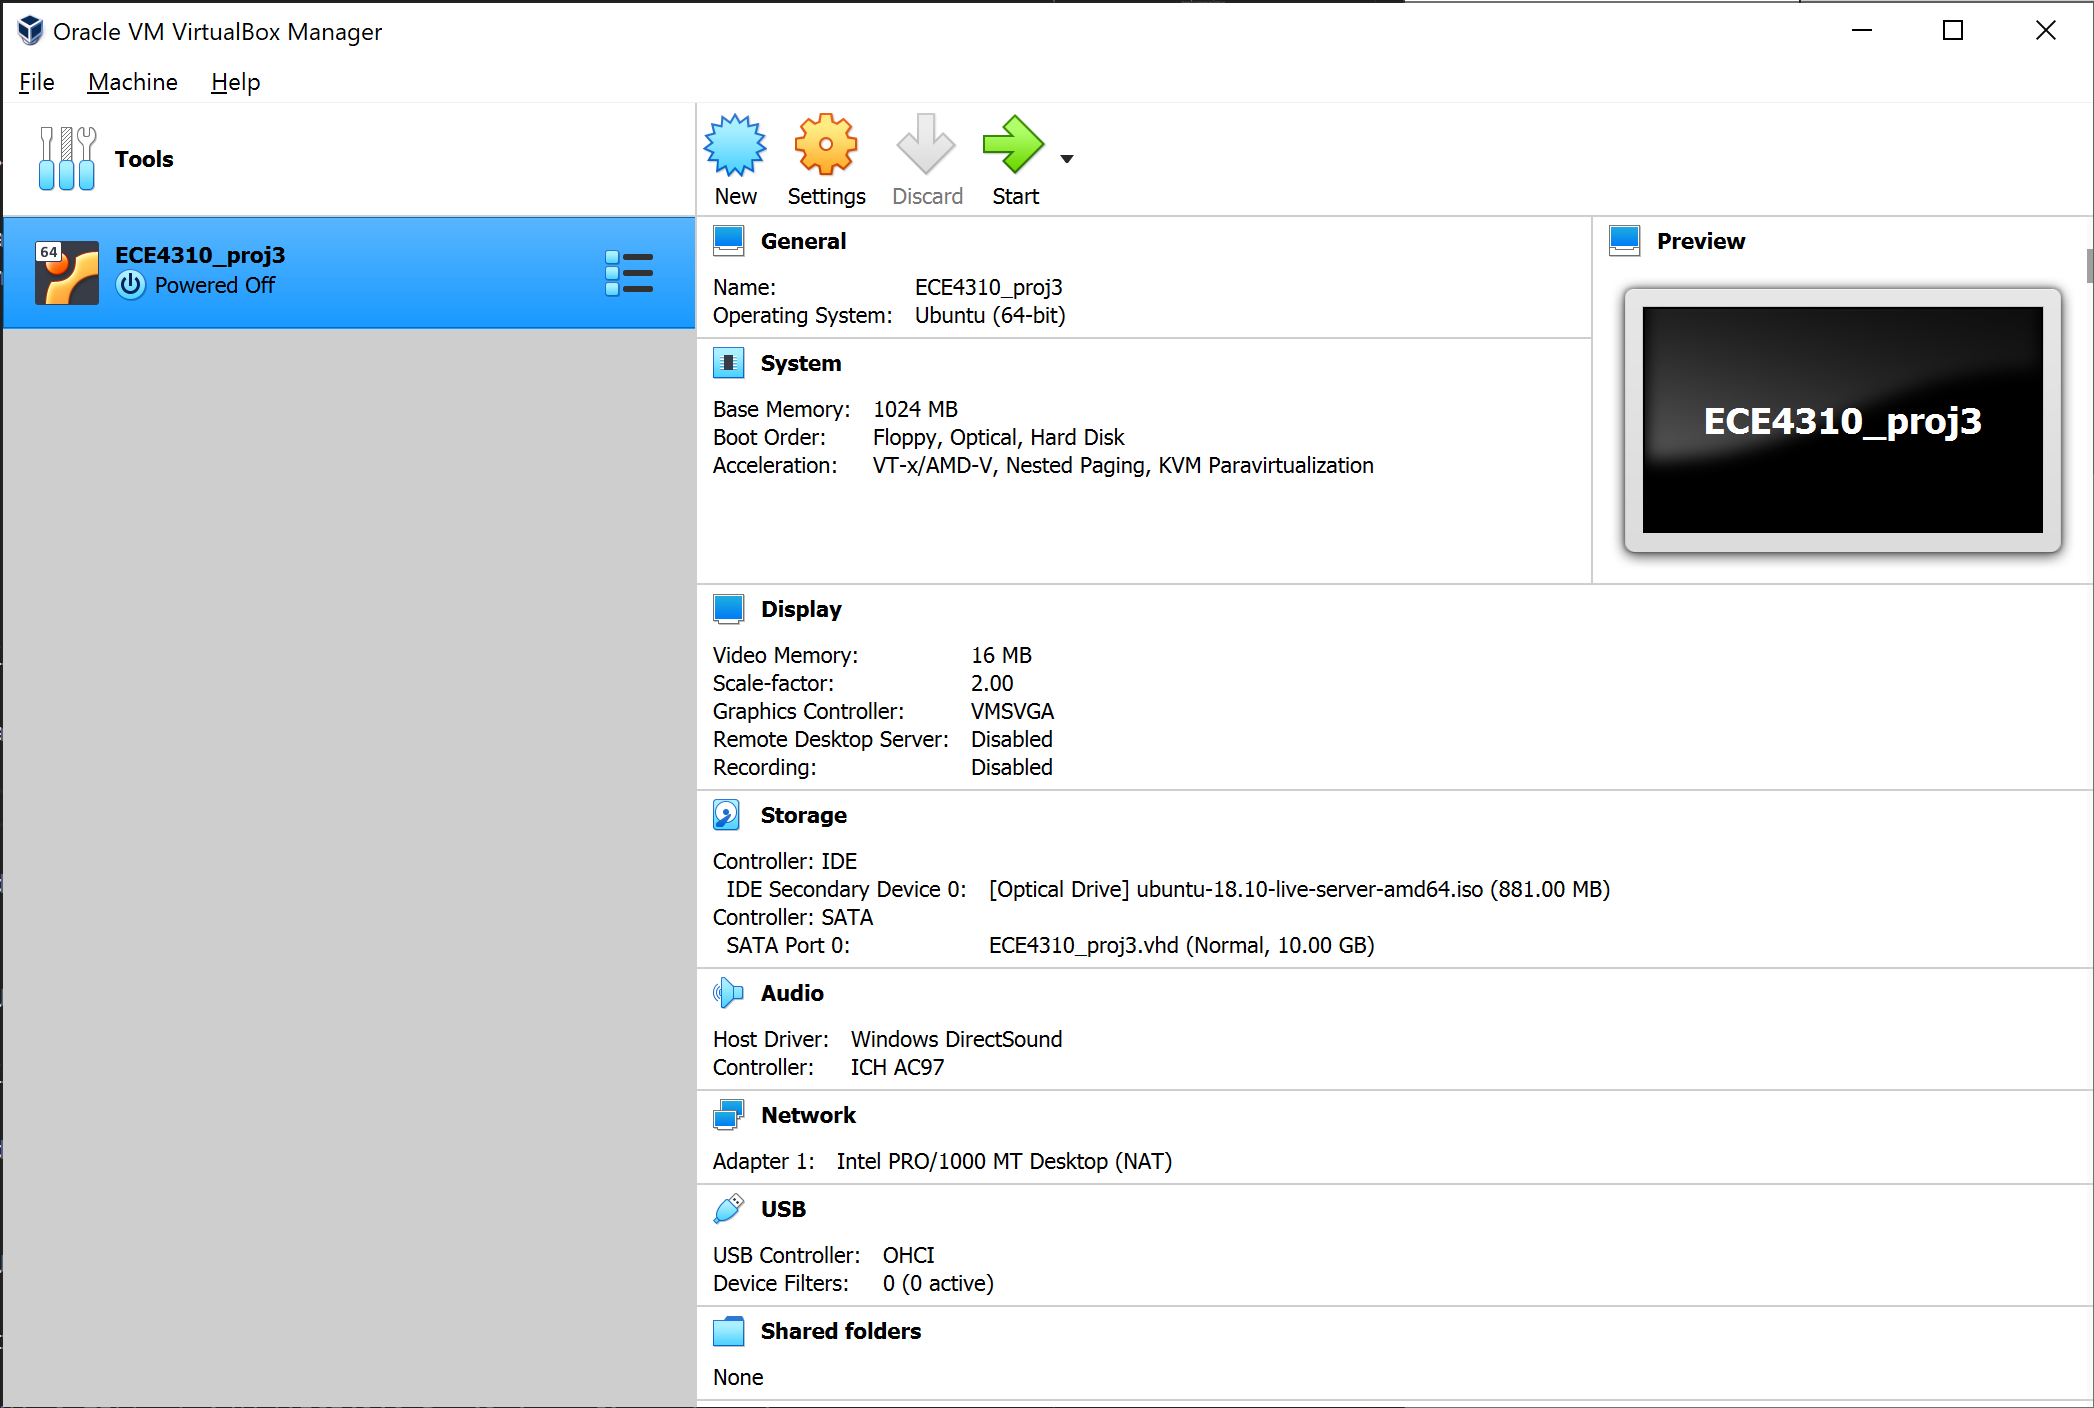 Oracle VM VirtualBox Manager
File Machine Help
Tools
New Settings Discard Start
64
ECE4310_proj3
Powered Off
General
Name: ECE4310_proj3
Operating System: Ubuntu (64-bit)
Preview
ECE4310_proj3
System
Base Memory: 1024 MB
Boot Order: Floppy, Optical, Hard Disk
Acceleration: VT-x/AMD-V, Nested Paging, KVM Paravirtualization
Display
Video Memory: 16 MB
Scale-factor: 2.00
Graphics Controller: VMSVGA
Remote Desktop Server: Disabled
Recording: Disabled
Storage
Controller: IDE
IDE Secondary Device 0: [Optical Drive] ubuntu-18.10-live-server-amd64.iso (881.00 MB)
Controller: SATA
SATA Port 0: ECE4310_proj3.vhd (Normal, 10.00 GB)
Audio
Host Driver: Windows DirectSound
Controller: ICH AC97
Network
Adapter 1: Intel PRO/1000 MT Desktop (NAT)
USB
USB Controller: OHCI
Device Filters: 0 (0 active)
Shared folders
None